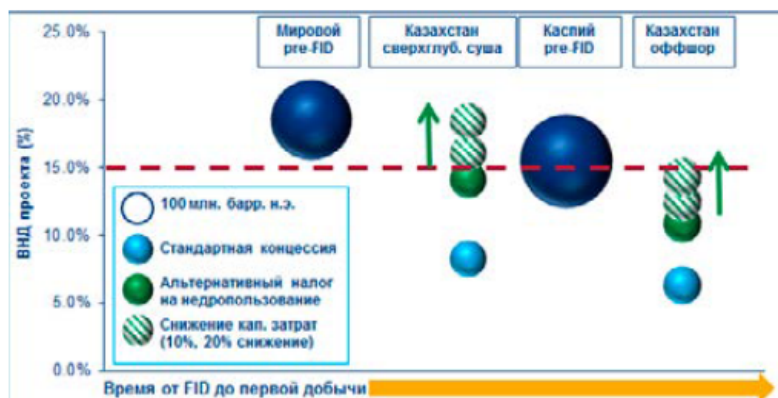 25.0%
20.0%
15.0%
10.0%
5.0%
0.0%
ВНД проекта (%)
Мировой
pre-FID
Казахстан
сверхглуб. суша
Каспий
pre-FID
Казахстан
оффшор
100 млн. барр. н.э.
Стандартная концессия
Альтернативный налог
на недропользование
Снижение кап. затрат
(10%, 20% снижение)
Время от FID до первой добычи